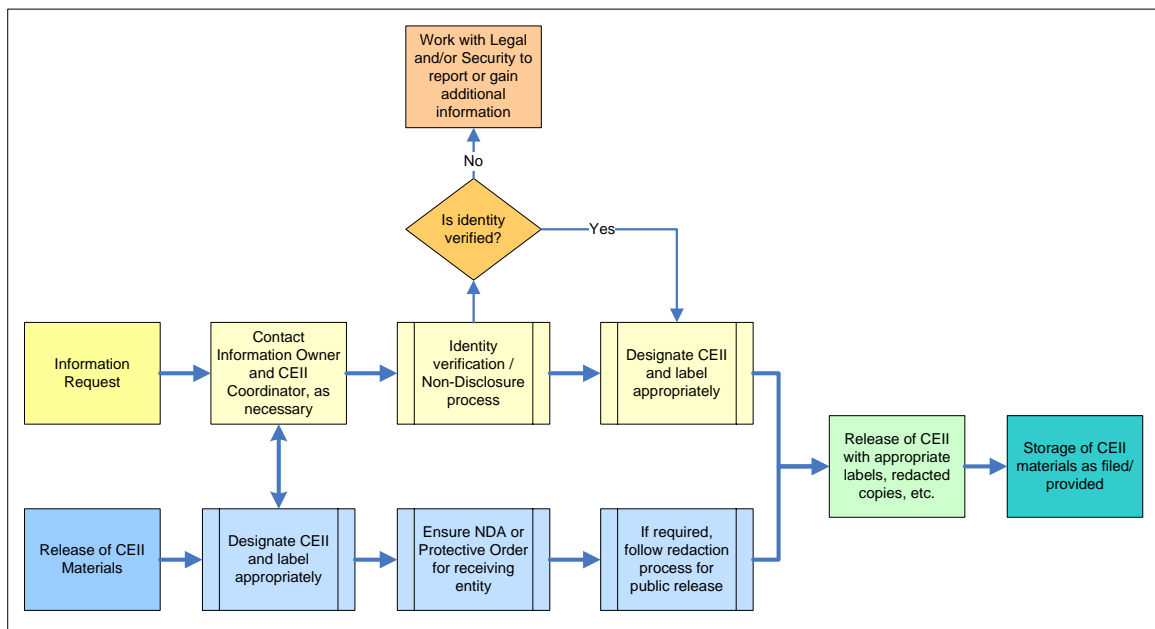 Work with Legal
and/or Security to
report or gain
additional
information
No
Is identity
verified?
Yes
Information
Request
Contact
Information Owner
and CEII
Coordinator, as
necessary
Identity
verification /
Non-Disclosure
process
Designate CEII
and label
appropriately
Release of CEII
with appropriate
labels, redacted
copies, etc.
Storage of CEII
materials as filed/
provided
Release of CEII
Materials
Designate CEII
and label
appropriately
Ensure NDA or
Protective Order
for receiving
entity
If required,
follow redaction
process for
public release